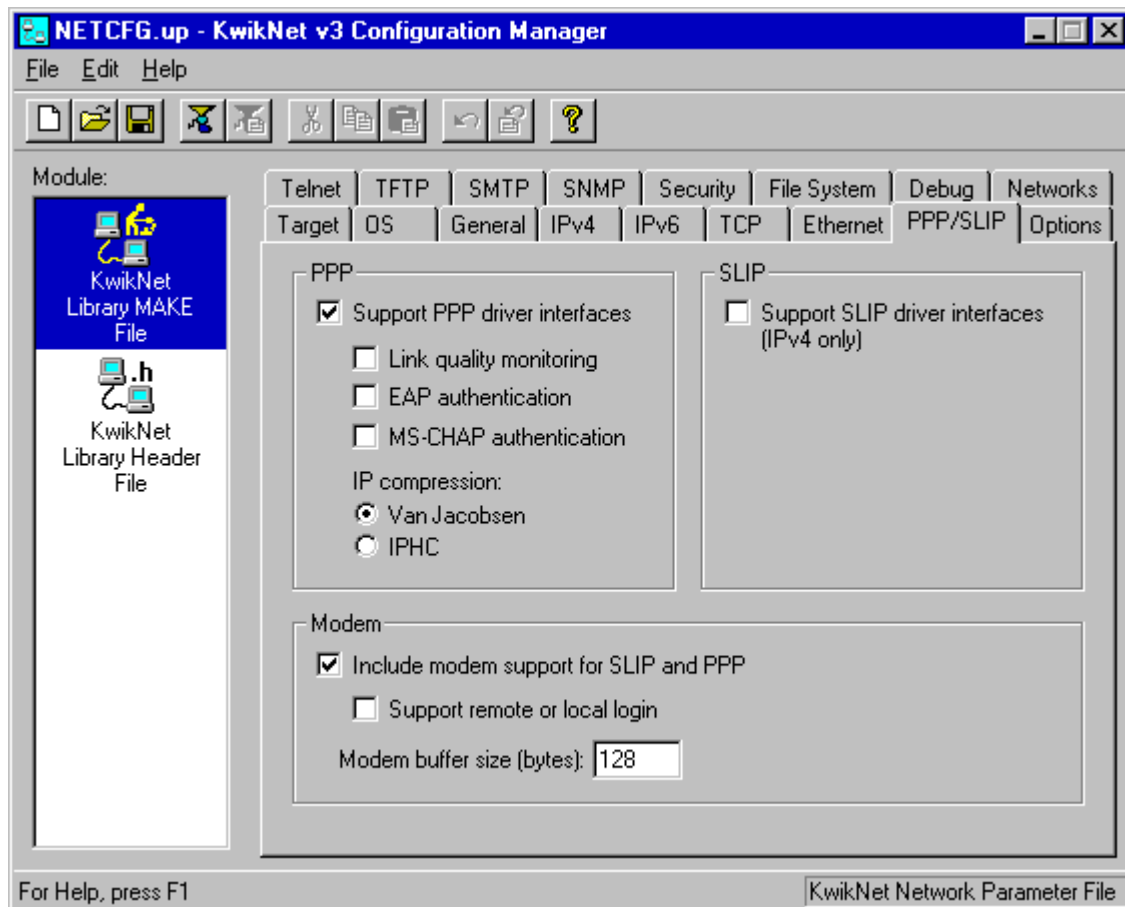 NETCFG.up - KwikNet v3 Configuration Manager
File Edit Help
Module:
KwikNet
Library MAKE
File
.h
KwikNet
Library Header
File
Telnet TFTP SMTP SNMP Security File System Debug Networks
Target OS General IPv4 IPv6 TCP Ethernet PPP/SLIP Options
PPP
Support PPP driver interfaces
Link quality monitoring
EAP authentication
MS-CHAP authentication
IP compression:
Van Jacobsen
IPHC
SLIP
Support SLIP driver interfaces
(IPv4 only)
Modem
Include modem support for SLIP and PPP
Support remote or local login
Modem buffer size (bytes): 128
For Help, press F1
KwikNet Network Parameter File